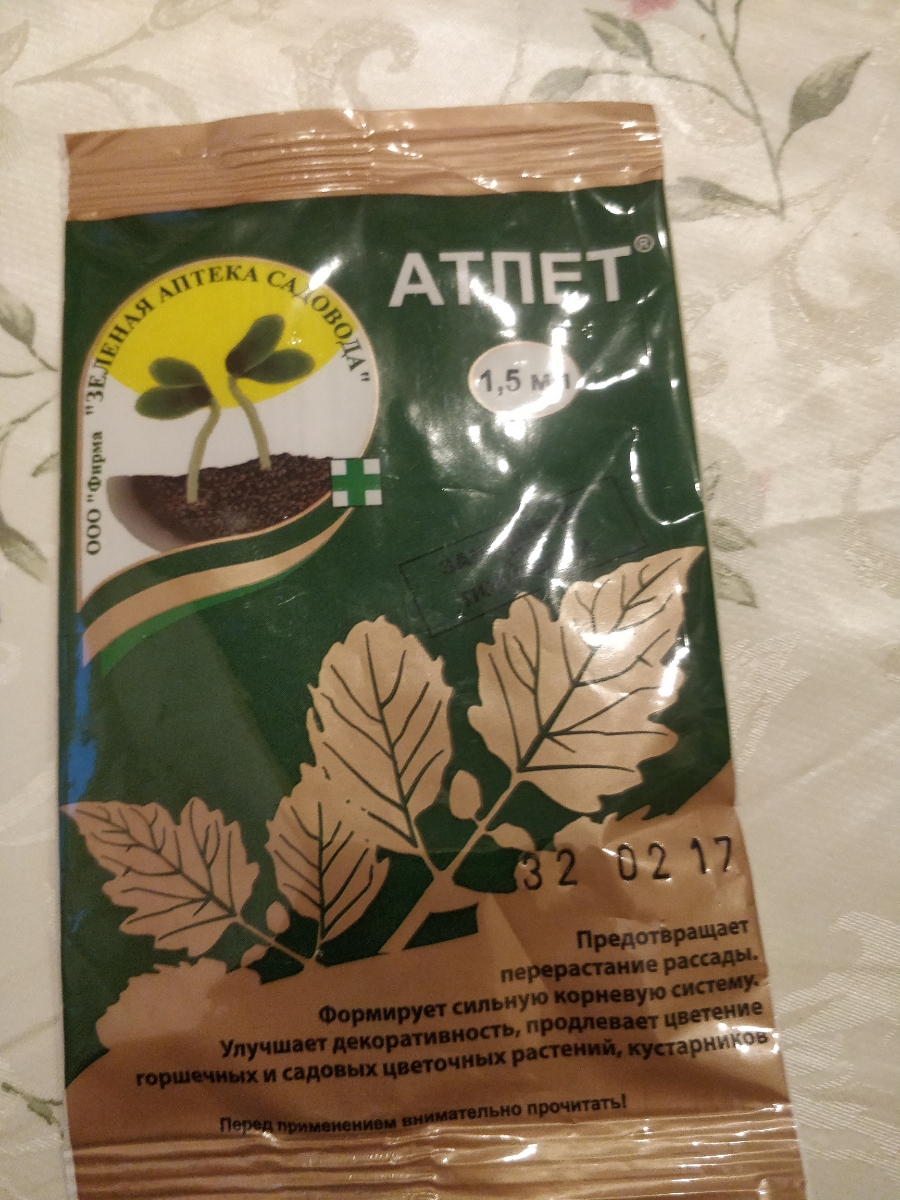 ООО "Фирма "ЗЕЛЕНАЯ АПТЕКА САДОВОДА"
АТЛЕТ®
1,5 мл
32 02 17
Предотвращает
перерастание рассады.
Формирует сильную корневую систему.
Улучшает декоративность, продлевает цветение
горшечных и садовых цветочных растений, кустарников
Перед применением внимательно прочитать!